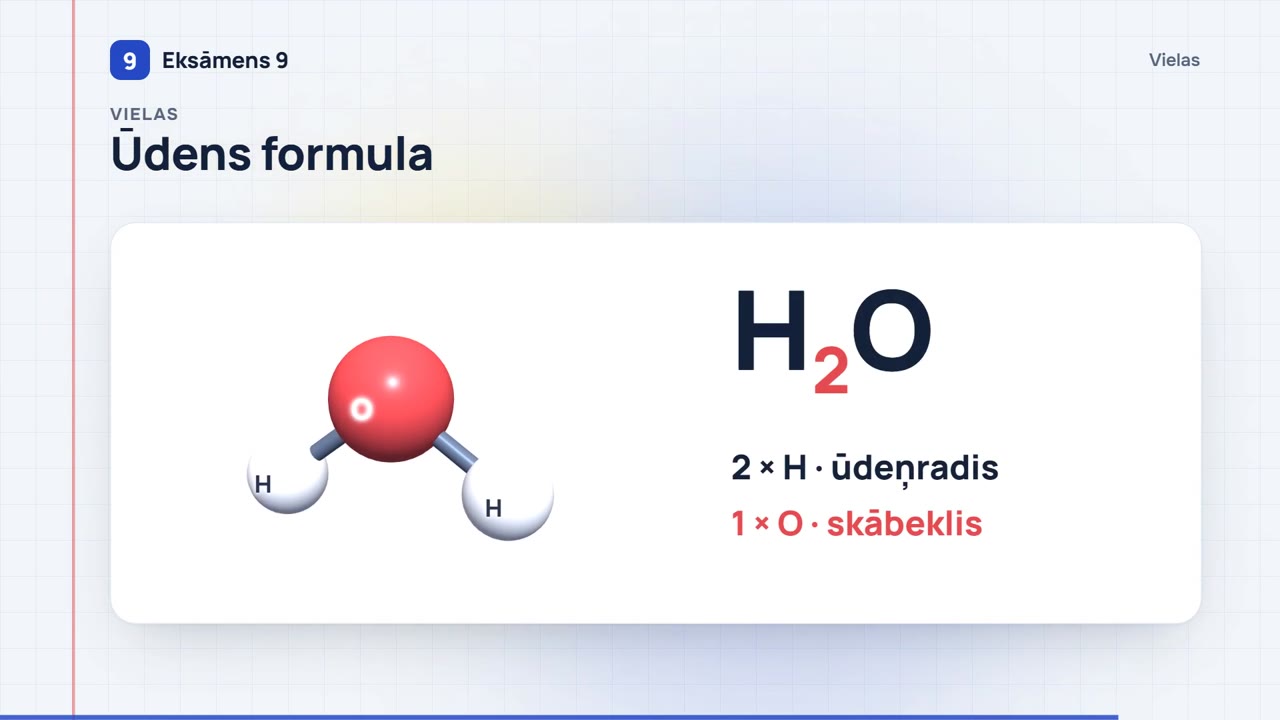 9 Eksāmens 9
Vielas
VIELAS
Ūdens formula
H₂O
O
H
H
2 × H · ūdeņradis
1 × O · skābeklis